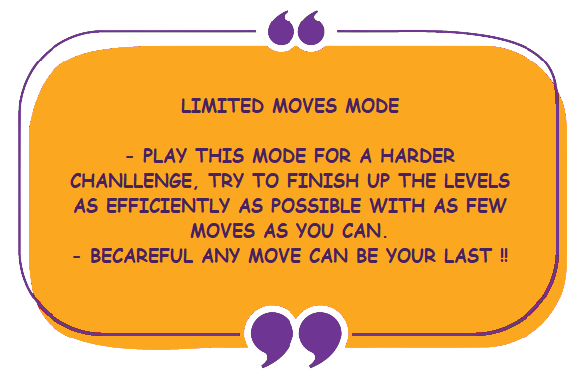 LIMITED MOVES MODE
- PLAY THIS MODE FOR A HARDER
CHANLLENGE, TRY TO FINISH UP THE LEVELS
AS EFFICIENTLY AS POSSIBLE WITH AS FEW
MOVES AS YOU CAN.
- BECAREFUL ANY MOVE CAN BE YOUR LAST !!